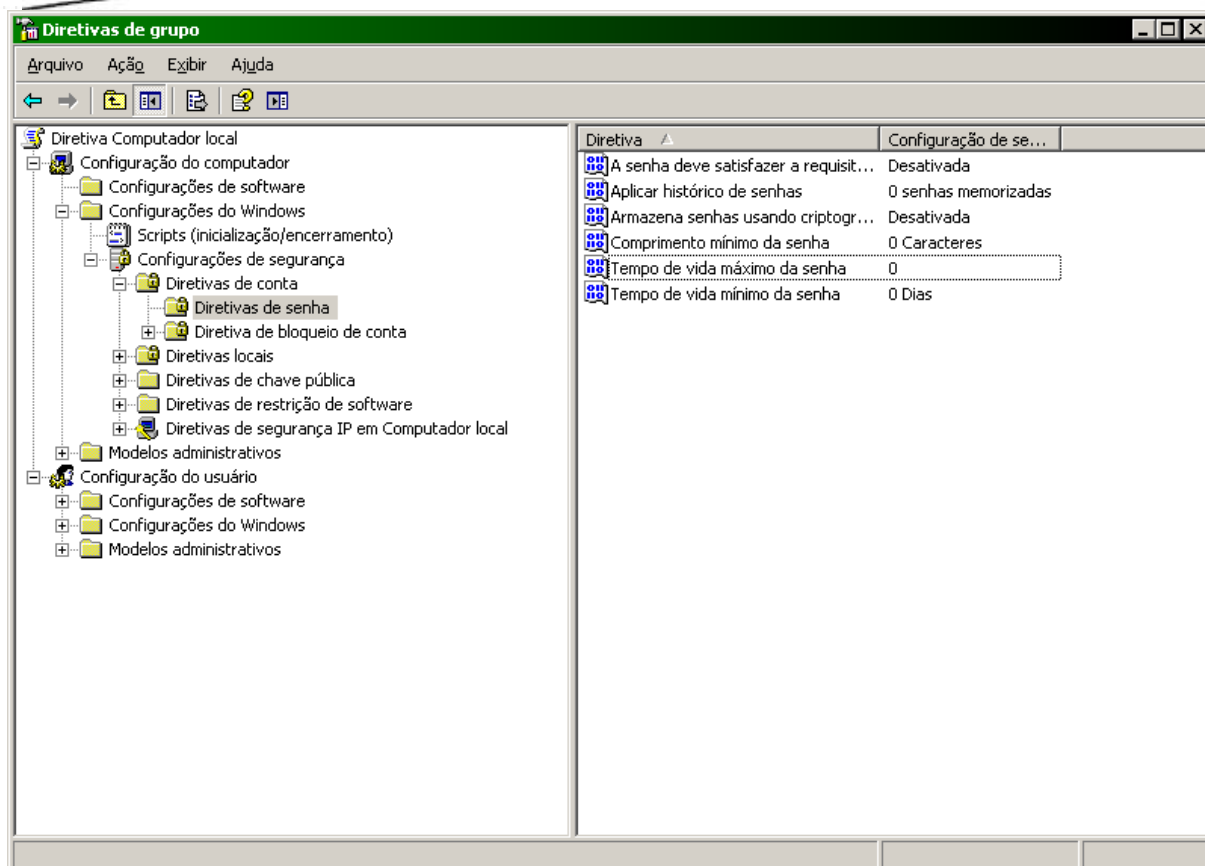 Diretivas de grupo
Arquivo Ação Exibir Ajuda
Diretiva Computador local
Configuração do computador
Configurações de software
Configurações do Windows
Scripts (inicialização/encerramento)
Configurações de segurança
Diretivas de conta
Diretivas de senha
Diretiva de bloqueio de conta
Diretivas locais
Diretivas de chave pública
Diretivas de restrição de software
Diretivas de segurança IP em Computador local
Modelos administrativos
Configuração do usuário
Configurações de software
Configurações do Windows
Modelos administrativos
Diretiva Configuração de se...
A senha deve satisfazer a requisit... Desativada
Aplicar histórico de senhas 0 senhas memorizadas
Armazena senhas usando criptogr... Desativada
Comprimento mínimo da senha 0 Caracteres
Tempo de vida máximo da senha 0
Tempo de vida mínimo da senha 0 Dias